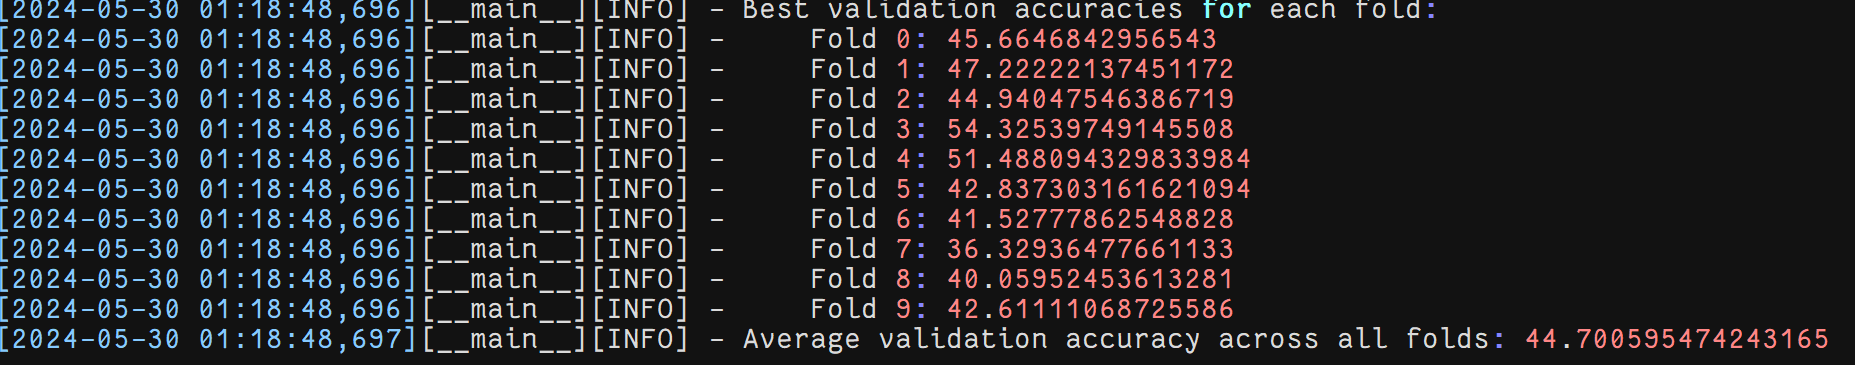 [2024-05-30 01:18:48,696][__main__][INFO] - Best validation accuracies for each fold:
[2024-05-30 01:18:48,696][__main__][INFO] -     Fold 0: 45.6646842956543
[2024-05-30 01:18:48,696][__main__][INFO] -     Fold 1: 47.22222137451172
[2024-05-30 01:18:48,696][__main__][INFO] -     Fold 2: 44.94047546386719
[2024-05-30 01:18:48,696][__main__][INFO] -     Fold 3: 54.32539749145508
[2024-05-30 01:18:48,696][__main__][INFO] -     Fold 4: 51.488094329833984
[2024-05-30 01:18:48,696][__main__][INFO] -     Fold 5: 42.837303161621094
[2024-05-30 01:18:48,696][__main__][INFO] -     Fold 6: 41.52777862548828
[2024-05-30 01:18:48,696][__main__][INFO] -     Fold 7: 36.32936477661133
[2024-05-30 01:18:48,696][__main__][INFO] -     Fold 8: 40.05952453613281
[2024-05-30 01:18:48,696][__main__][INFO] -     Fold 9: 42.61111068725586
[2024-05-30 01:18:48,697][__main__][INFO] - Average validation accuracy across all folds: 44.700595474243165